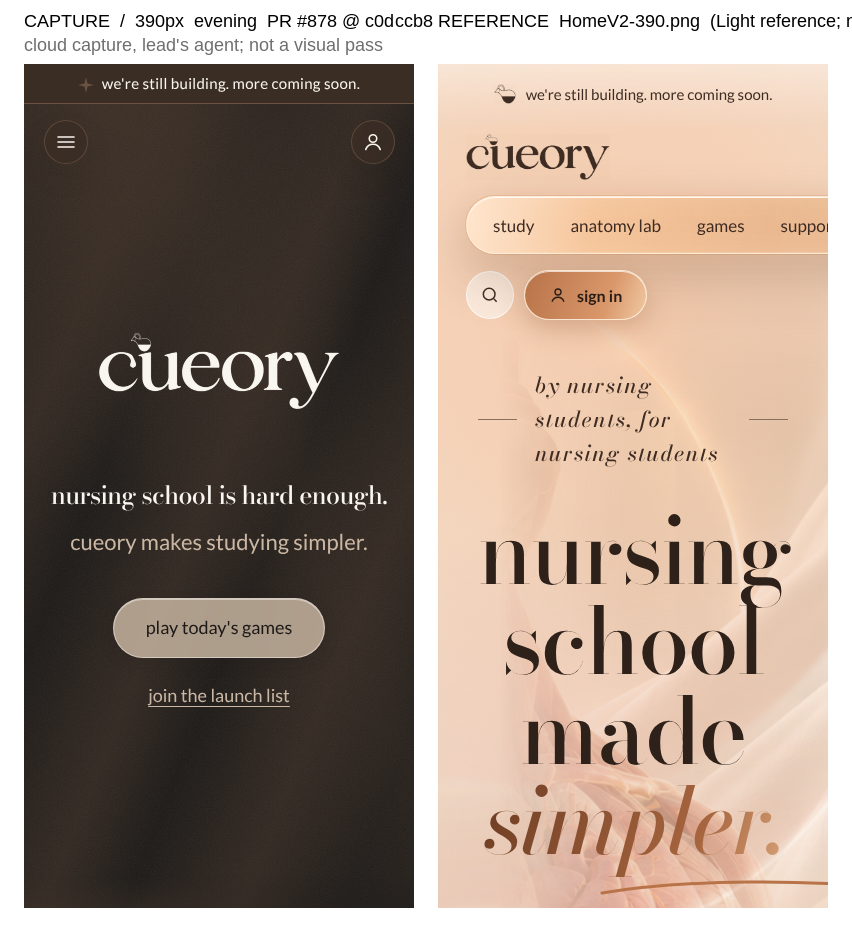 CAPTURE / 390px evening PR #878 @ c0dccb8 REFERENCE HomeV2-390.png (Light reference;
cloud capture, lead's agent; not a visual pass
we're still building. more coming soon.
cueory
nursing school is hard enough.
cueory makes studying simpler.
play today's games
join the launch list
we're still building. more coming soon.
cueory
study anatomy lab games
sign in
by nursing
students, for
nursing students
nursing
school
made
simpler.